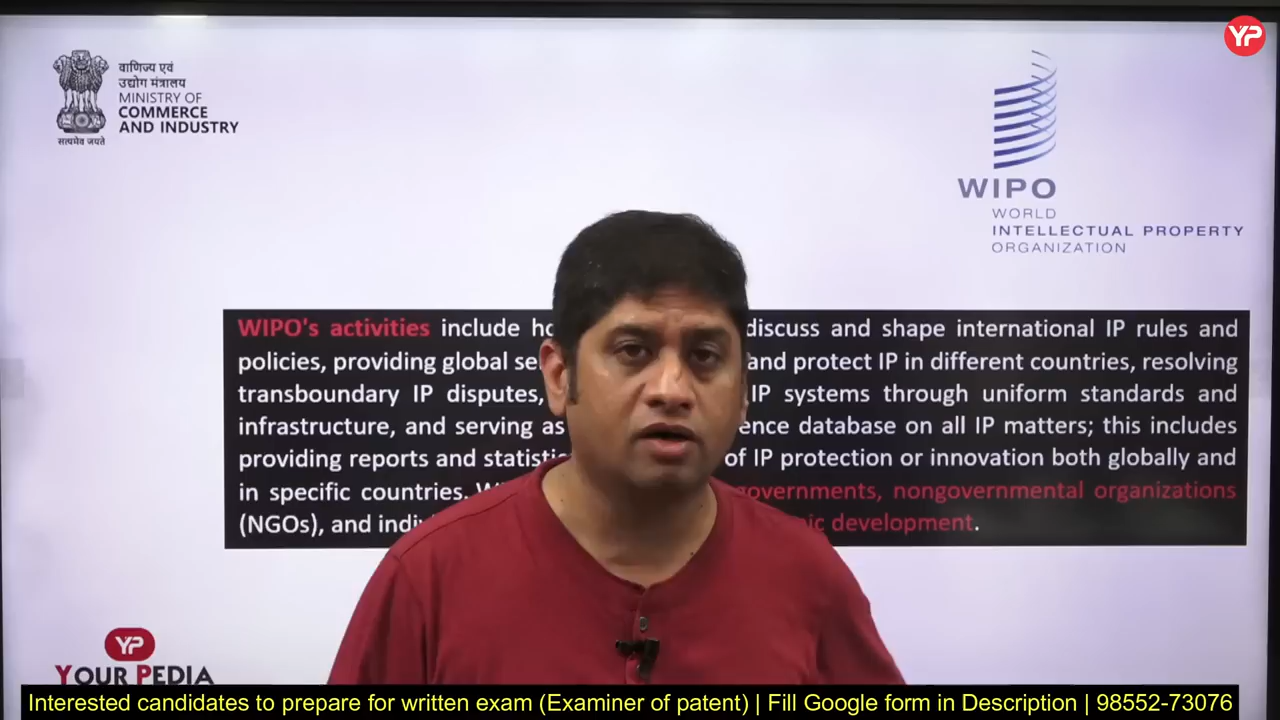 YP
वाणिज्य एवं
उद्योग मंत्रालय
MINISTRY OF
COMMERCE
AND INDUSTRY
सत्यमेव जयते
WIPO
WORLD
INTELLECTUAL PROPERTY
ORGANIZATION
WIPO's activities include discuss and shape international IP rules and
policies, providing global and protect IP in different countries, resolving
transboundary IP disputes, IP systems through uniform standards and
infrastructure, and serving as database on all IP matters; this includes
providing reports and of IP protection or innovation both globally and
in specific countries. governments, nongovernmental organizations
(NGOs), and development.
YP
YOUR PEDIA
Interested candidates to prepare for written exam (Examiner of patent) | Fill Google form in Description | 98552-73076